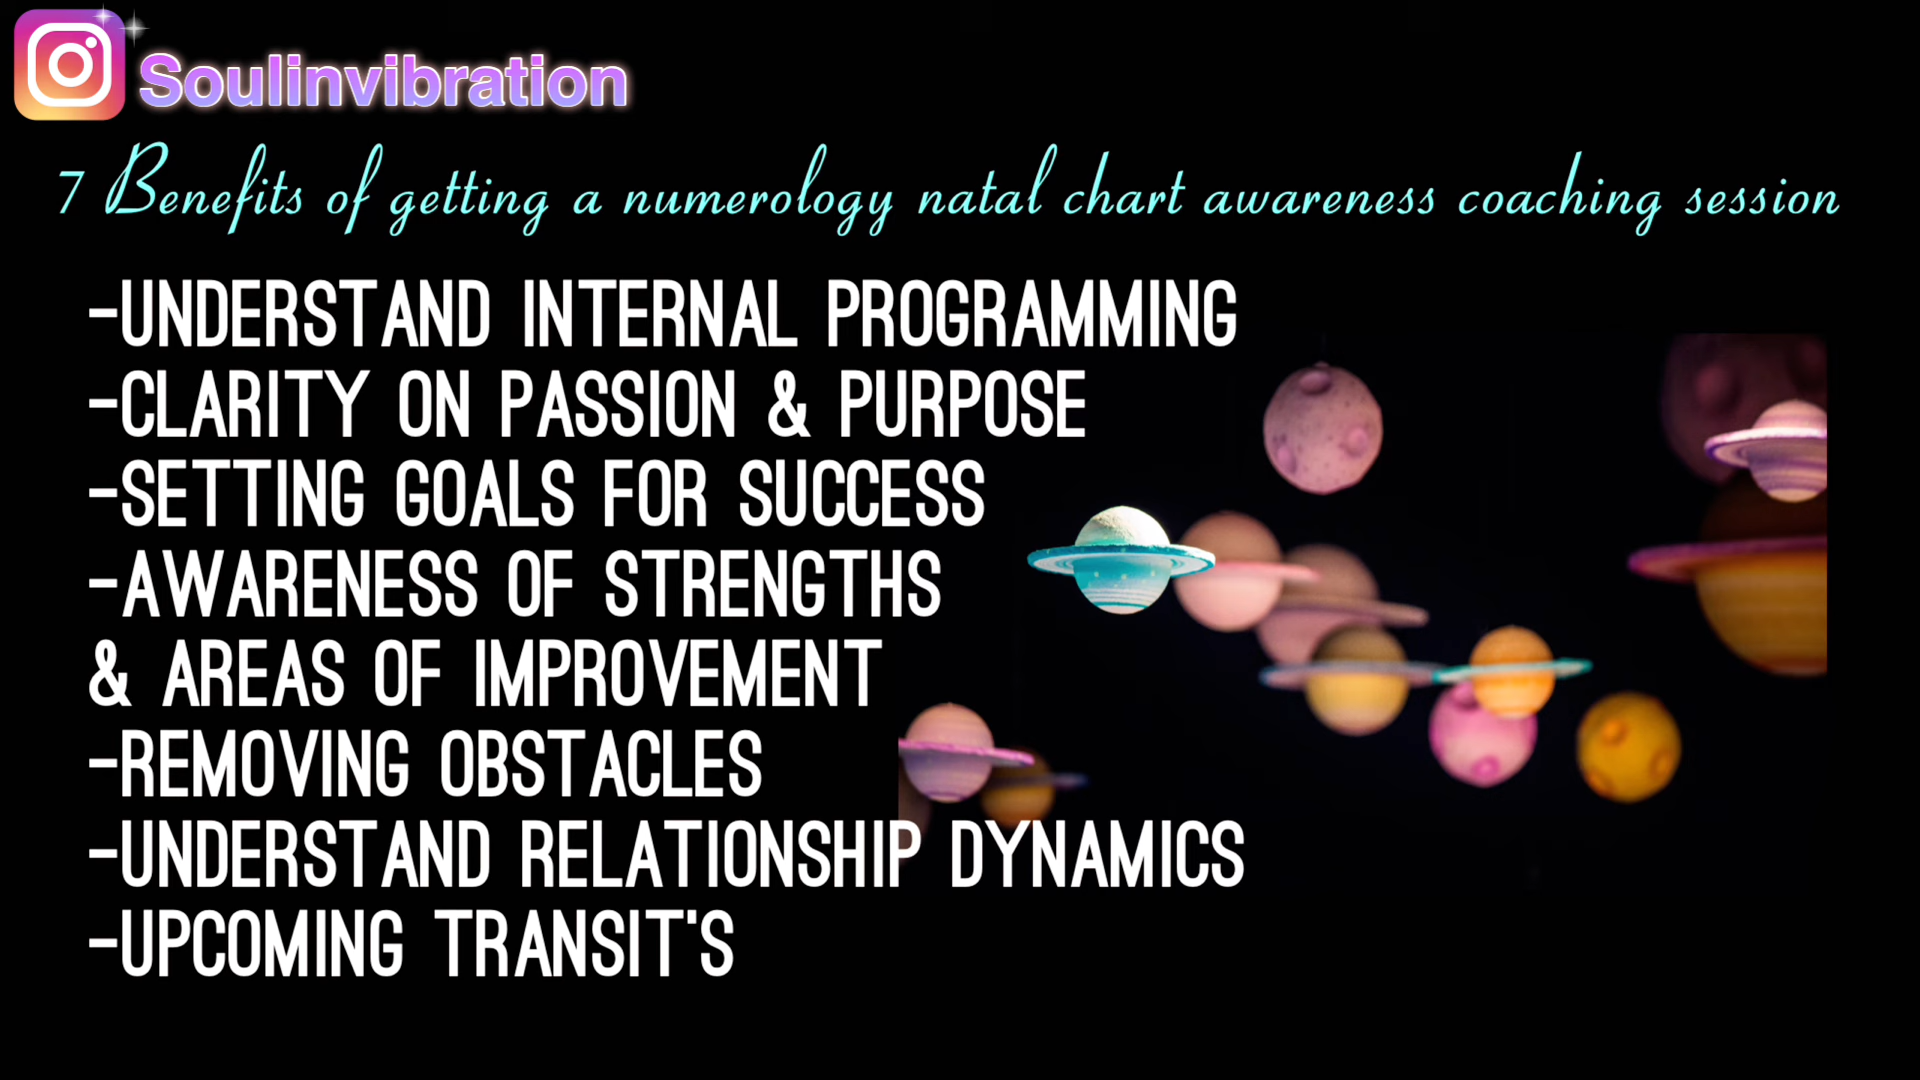 Soulinvibration
7 Benefits of getting a numerology natal chart awareness coaching session
-UNDERSTAND INTERNAL PROGRAMMING
-CLARITY ON PASSION & PURPOSE
-SETTING GOALS FOR SUCCESS
-AWARENESS OF STRENGTHS
& AREAS OF IMPROVEMENT
-REMOVING OBSTACLES
-UNDERSTAND RELATIONSHIP DYNAMICS
-UPCOMING TRANSIT'S